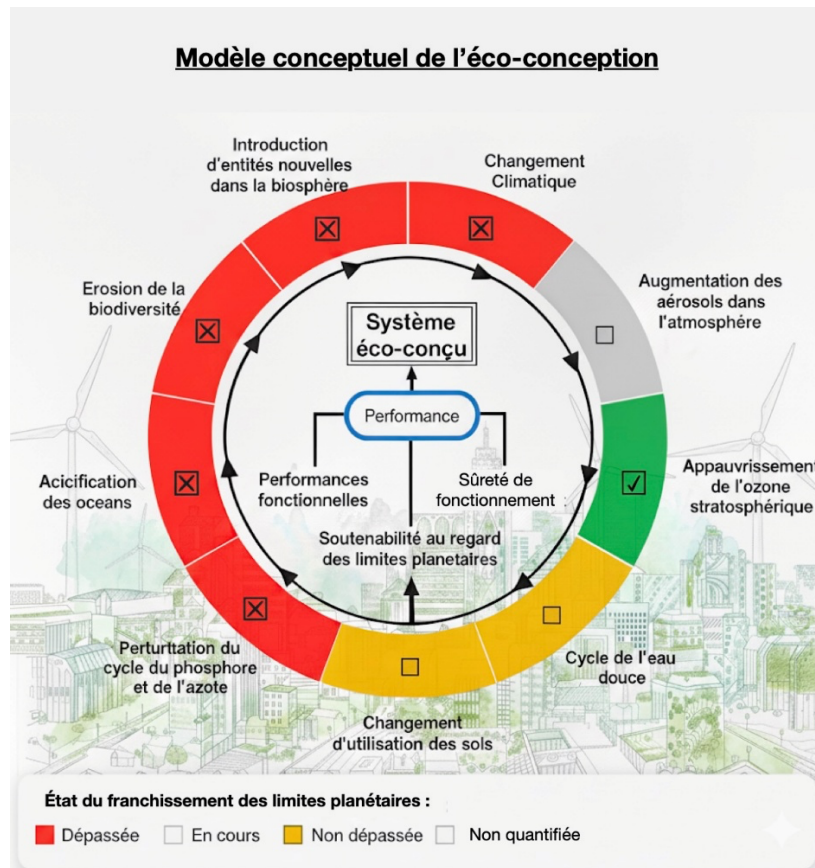 Modèle conceptuel de l’éco-conception
Introduction
d'entités nouvelles
dans la biosphère
Changement
Climatique
Erosion de la
biodiversité
Augmentation des
aérosols dans
l'atmosphère
Système
éco-conçu
Performance
Performances
fonctionnelles
Sûreté de
fonctionnement
Acicification
des oceans
Appauvrissement
de l'ozone
stratosphérique
Soutenabilité au regard
des limites planetaires
Perturtation du
cycle du phosphore
et de l'azote
Cycle de l'eau
douce
Changement
d'utilisation des sols
État du franchissement des limites planétaires :
Dépassée En cours Non dépassée Non quantifiée